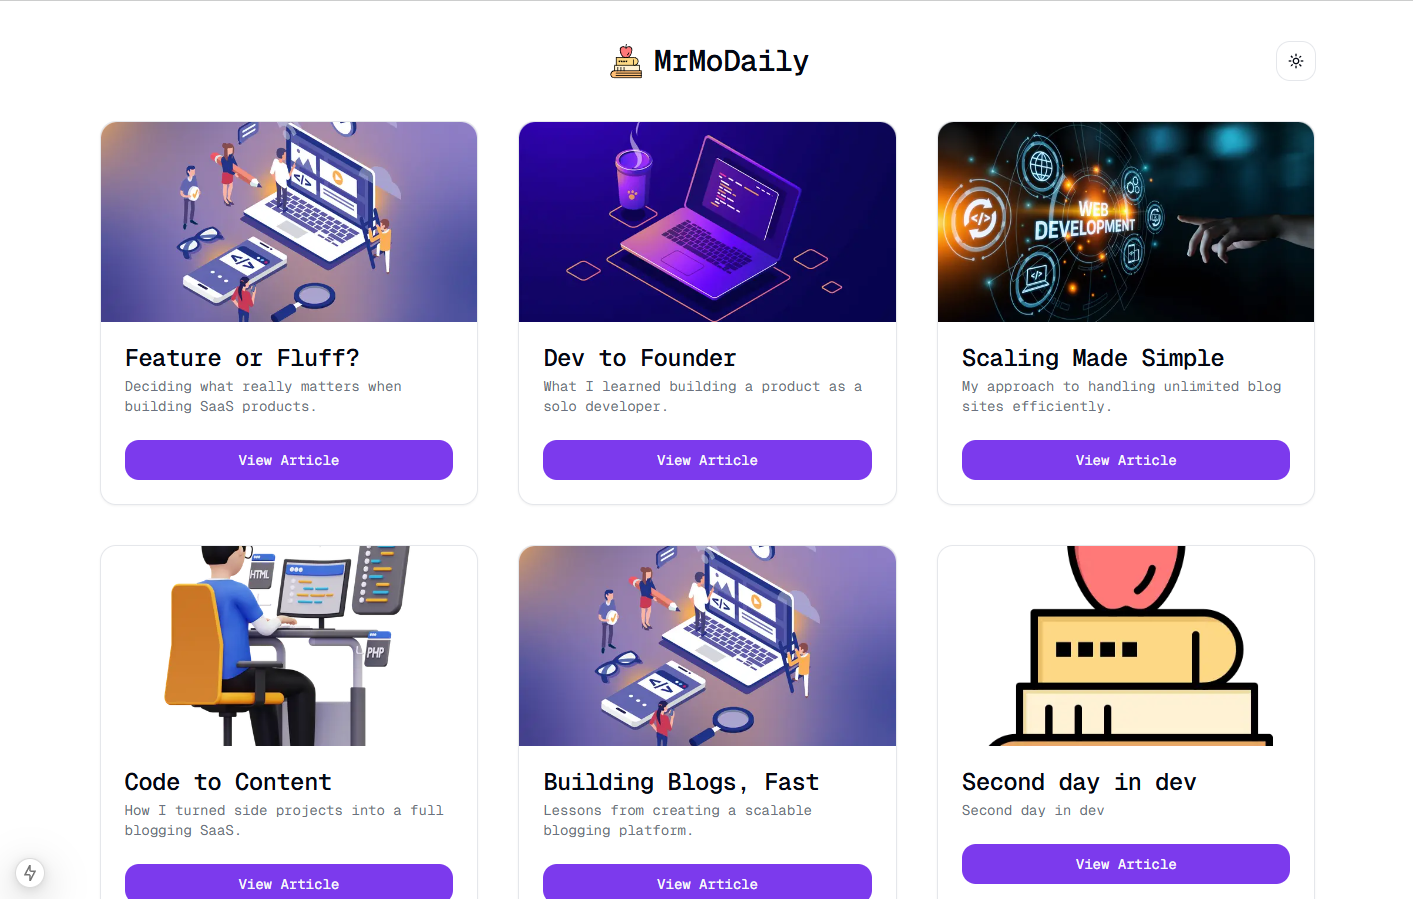 MrMoDaily
</>
WEB
DEVELOPMENT
</>
Feature or Fluff?
Deciding what really matters when
building SaaS products.
View Article
Dev to Founder
What I learned building a product as a
solo developer.
View Article
Scaling Made Simple
My approach to handling unlimited blog
sites efficiently.
View Article
HTML
PHP
</>
Code to Content
How I turned side projects into a full
blogging SaaS.
View Article
Building Blogs, Fast
Lessons from creating a scalable
blogging platform.
View Article
Second day in dev
Second day in dev
View Article